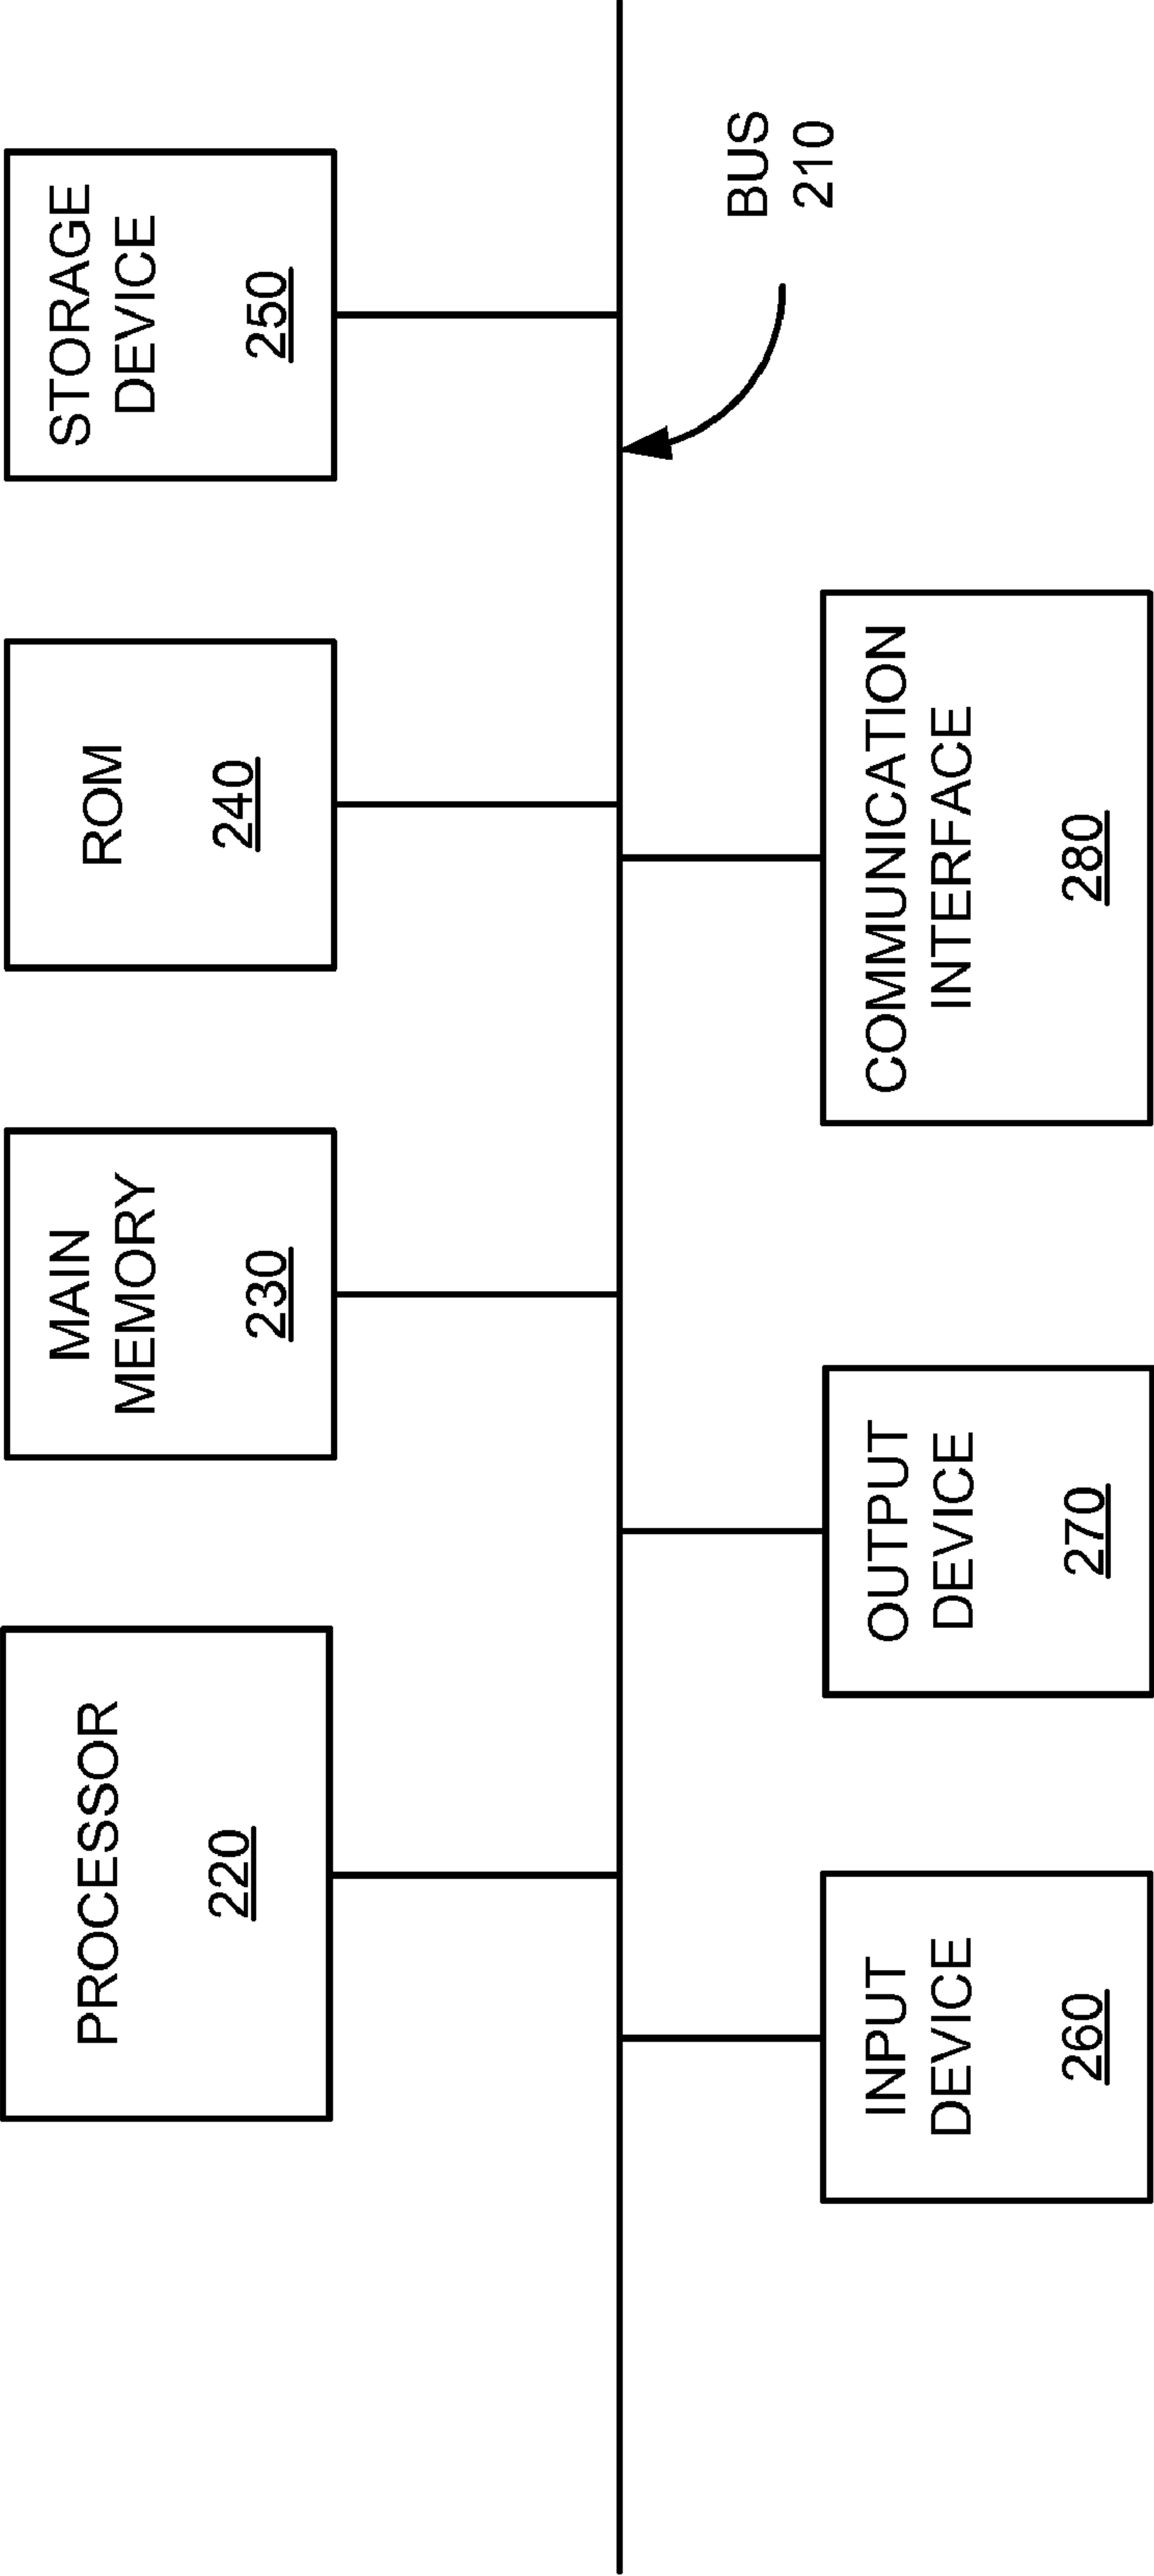 PROCESSOR
220
MAIN
MEMORY
230
ROM
240
STORAGE
DEVICE
250
BUS
210
INPUT
DEVICE
260
OUTPUT
DEVICE
270
COMMUNICATION
INTERFACE
280